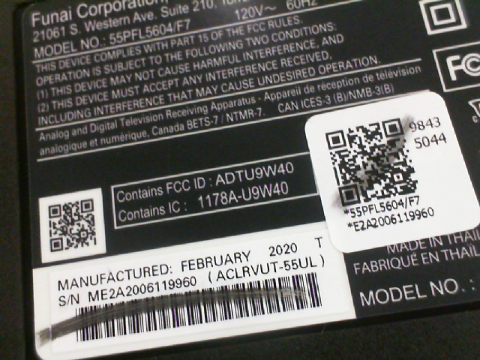 Funai Corporation,
21061 S. Western Ave. Suite 210,
MODEL NO.: 55PFL5604/F7 120V~ 60Hz
THIS DEVICE COMPLIES WITH PART 15 OF THE FCC RULES.
OPERATION IS SUBJECT TO THE FOLLOWING TWO CONDITIONS:
(1) THIS DEVICE MAY NOT CAUSE HARMFUL INTERFERENCE, AND
(2) THIS DEVICE MUST ACCEPT ANY INTERFERENCE RECEIVED,
INCLUDING INTERFERENCE THAT MAY CAUSE UNDESIRED OPERATION.
Analog and Digital Television Receiving Apparatus - Appareil de réception de télévision
analogique et numérique, Canada BETS-7 / NTMR-7. CAN ICES-3 (B)/NMB-3(B)
FC
Contains FCC ID : ADTU9W40
Contains IC : 1178A-U9W40
9843
5044
*55PFL5604/F7
*E2A2006119960
MANUFACTURED: FEBRUARY 2020 T
S/N ME2A2006119960 (ACLRVUT-55UL)
MADE IN
FABRIQUÉ EN
MODEL NO. :